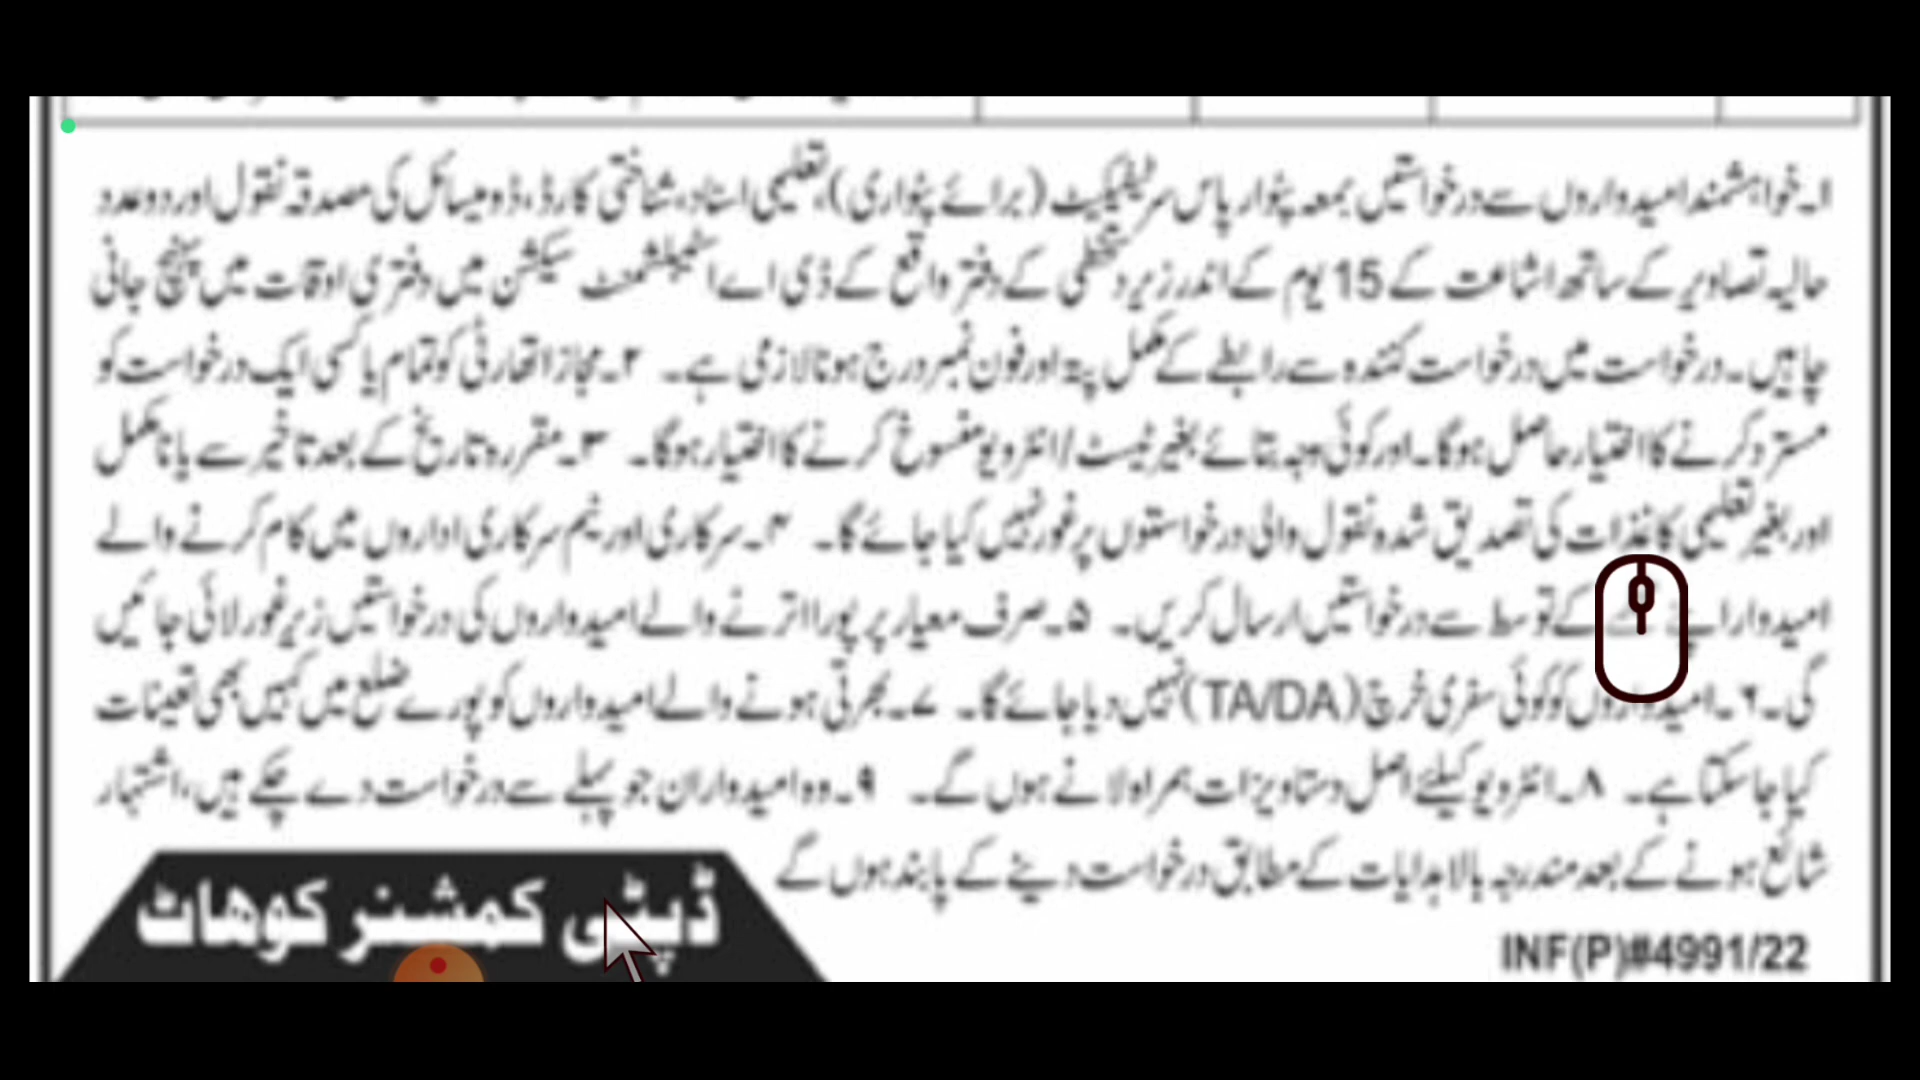 ۱۔خواہشمند امیدواروں سے درخواستیں بمعہ پٹوار پاس سرٹیفکیٹ (برائے پٹواری)، تعلیمی اسناد، شناختی کارڈ، ڈومیسائل کی مصدقہ نقول اور دو عدد
حالیہ تصاویر کے ساتھ اشاعت کے 15 یوم کے اندر زیر دستخطی کے دفتر واقع کے ڈی اے اسٹیبلشمنٹ سیکشن میں دفتری اوقات میں پہنچ جانی
چاہیں۔ درخواست میں درخواست کنندہ سے رابطے کے مکمل پتہ اور فون نمبر درج ہونا لازمی ہے۔ ۲۔ مجاز اتھارٹی کو تمام یا کسی ایک درخواست کو
مسترد کرنے کا اختیار حاصل ہوگا۔ اور کوئی وجہ بتائے بغیر ٹیسٹ/انٹرویو منسوخ کرنے کا اختیار ہوگا۔ ۳۔ مقررہ تاریخ کے بعد تاخیر سے یا نامکمل
اور بغیر تعلیمی کاغذات کی تصدیق شدہ نقول والی درخواستوں پر غور نہیں کیا جائے گا۔ ۴۔ سرکاری اور نیم سرکاری اداروں میں کام کرنے والے
امیدوار اپنے کے توسط سے درخواستیں ارسال کریں۔ ۵۔ صرف معیار پر پورا اترنے والے امیدواروں کی درخواستیں زیر غور لائی جائیں
گی۔ ۶۔ امیدواروں کو کوئی سفری خرچ (TA/DA) نہیں دیا جائے گا۔ ۷۔ بھرتی ہونے والے امیدواروں کو پورے ضلع میں کہیں بھی تعینات
کیا جاسکتا ہے۔ ۸۔ انٹرویو کیلئے اصل دستاویزات ہمراہ لانے ہوں گے۔ ۹۔ وہ امیدواران جو پہلے سے درخواست دے چکے ہیں، اشتہار
شائع ہونے کے بعد مندرجہ بالا ہدایات کے مطابق درخواست دینے کے پابند ہوں گے
ڈپٹی کمشنر کوہاٹ
INF(P)#4991/22